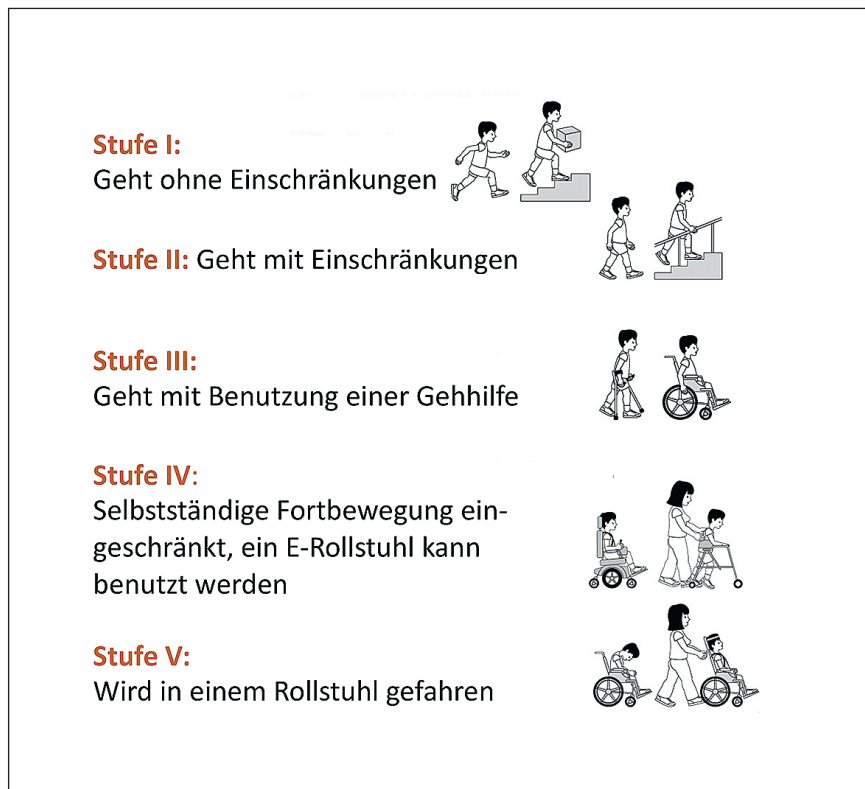 Stufe I:
Geht ohne Einschränkungen
Stufe II: Geht mit Einschränkungen
Stufe III:
Geht mit Benutzung einer Gehhilfe
Stufe IV:
Selbstständige Fortbewegung ein-
geschränkt, ein E-Rollstuhl kann
benutzt werden
Stufe V:
Wird in einem Rollstuhl gefahren